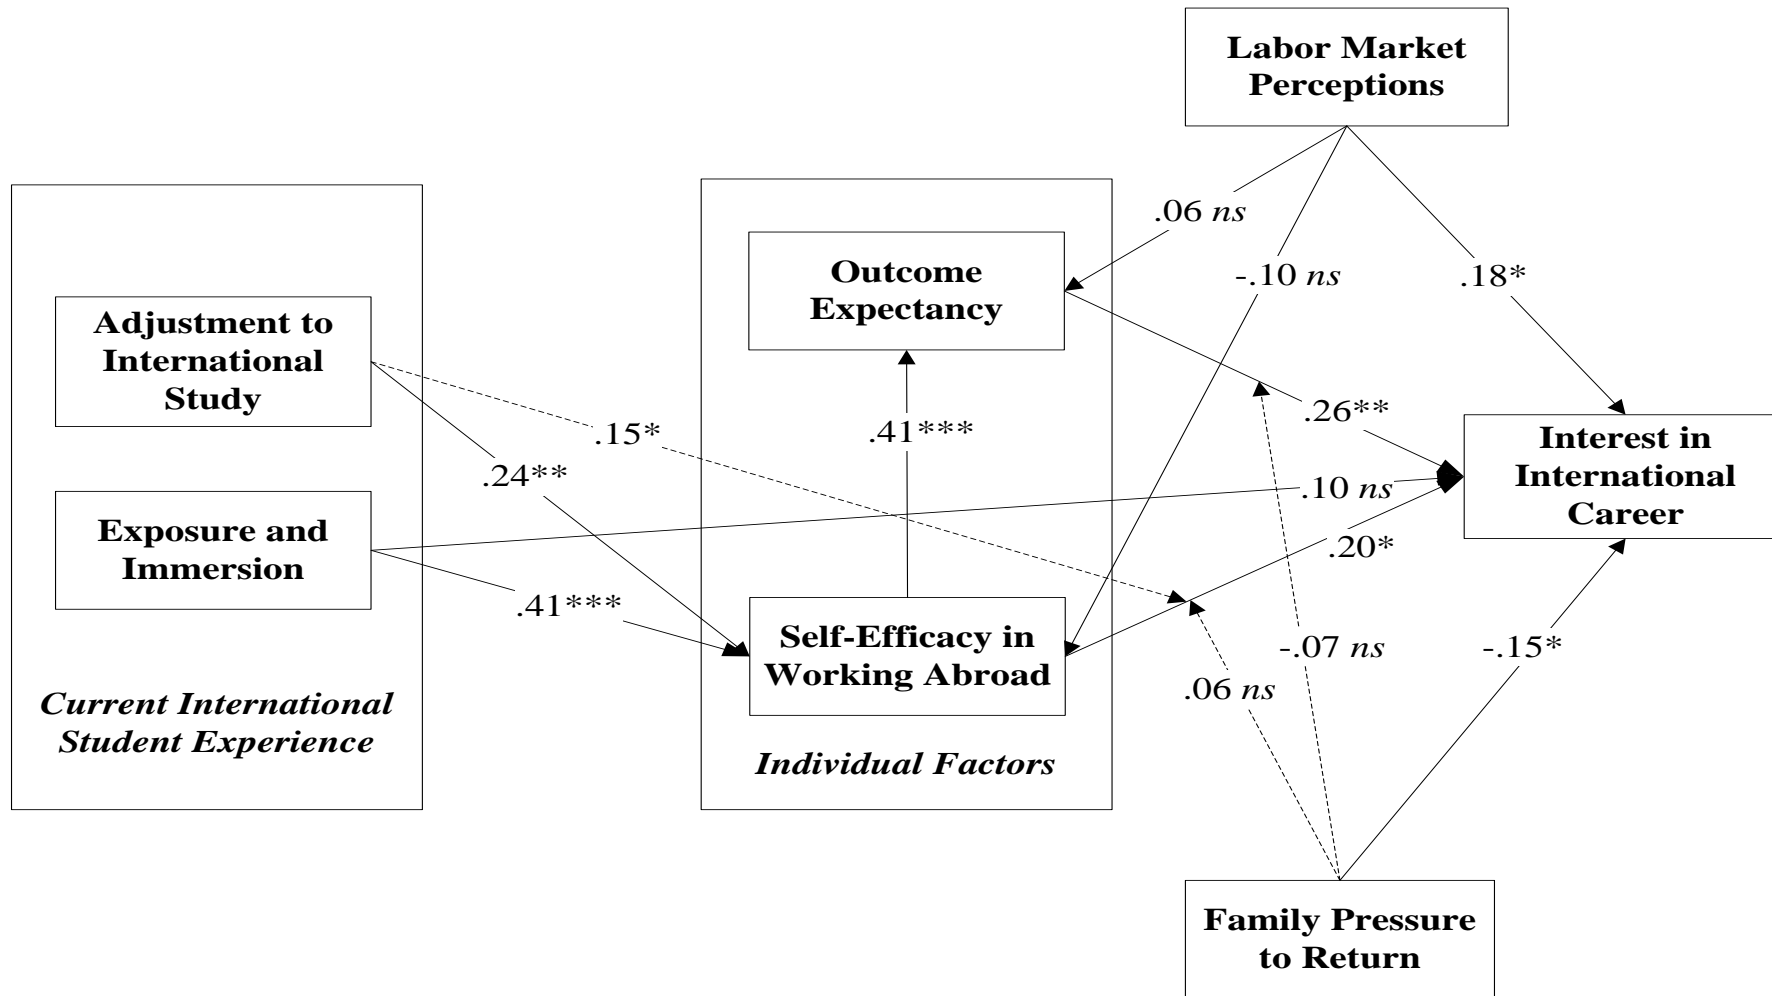 Labor Market
Perceptions
.06 ns
-.10 ns
.18*
Outcome
Expectancy
Adjustment to
International
Study
.15*
.41***
.26**
Interest in
International
Career
.24**
.10 ns
Exposure and
Immersion
.20*
.41***
Self-Efficacy in
Working Abroad
-.07 ns
-.15*
.06 ns
Current International
Student Experience
Individual Factors
Family Pressure
to Return